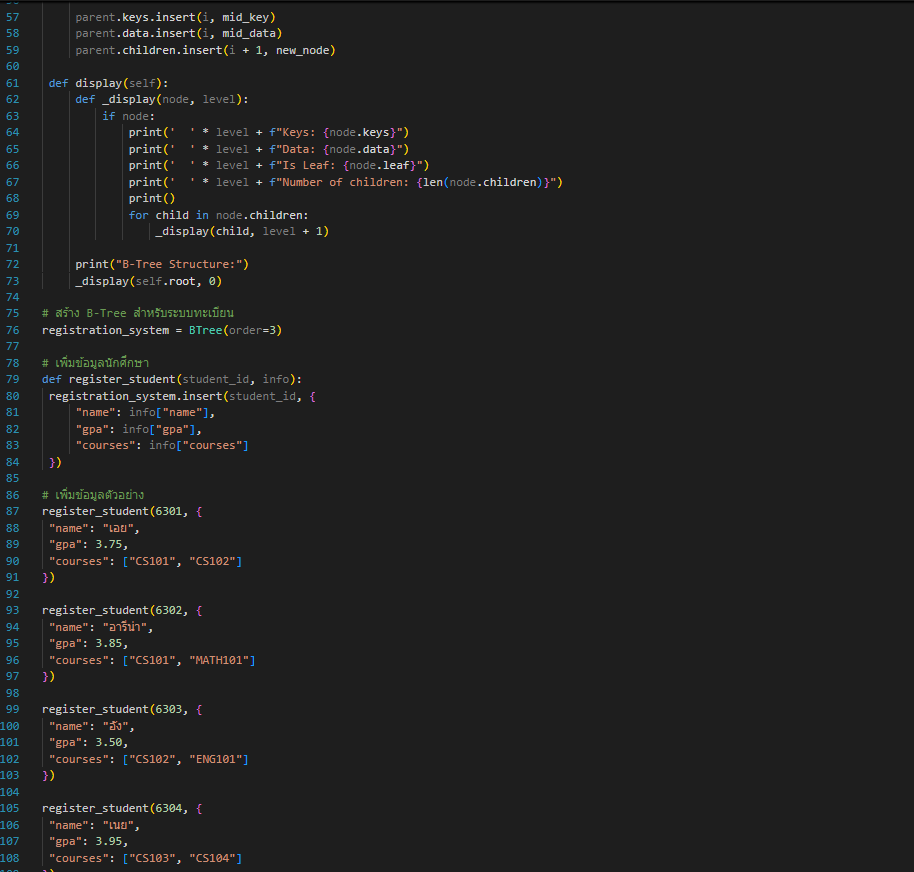 57 parent.keys.insert(i, mid_key)
58 parent.data.insert(i, mid_data)
59 parent.children.insert(i + 1, new_node)
60
61 def display(self):
62 def _display(node, level):
63 if node:
64 print('  ' * level + f"Keys: {node.keys}")
65 print('  ' * level + f"Data: {node.data}")
66 print('  ' * level + f"Is Leaf: {node.leaf}")
67 print('  ' * level + f"Number of children: {len(node.children)}")
68 print()
69 for child in node.children:
70 _display(child, level + 1)
71
72 print("B-Tree Structure:")
73 _display(self.root, 0)
74
75 # สร้าง B-Tree สำหรับระบบทะเบียน
76 registration_system = BTree(order=3)
77
78 # เพิ่มข้อมูลนักศึกษา
79 def register_student(student_id, info):
80 registration_system.insert(student_id, {
81 "name": info["name"],
82 "gpa": info["gpa"],
83 "courses": info["courses"]
84 })
85
86 # เพิ่มข้อมูลตัวอย่าง
87 register_student(6301, {
88 "name": "เอย",
89 "gpa": 3.75,
90 "courses": ["CS101", "CS102"]
91 })
92
93 register_student(6302, {
94 "name": "อารีน่า",
95 "gpa": 3.85,
96 "courses": ["CS101", "MATH101"]
97 })
98
99 register_student(6303, {
100 "name": "อัง",
101 "gpa": 3.50,
102 "courses": ["CS102", "ENG101"]
103 })
104
105 register_student(6304, {
106 "name": "เนย",
107 "gpa": 3.95,
108 "courses": ["CS103", "CS104"]